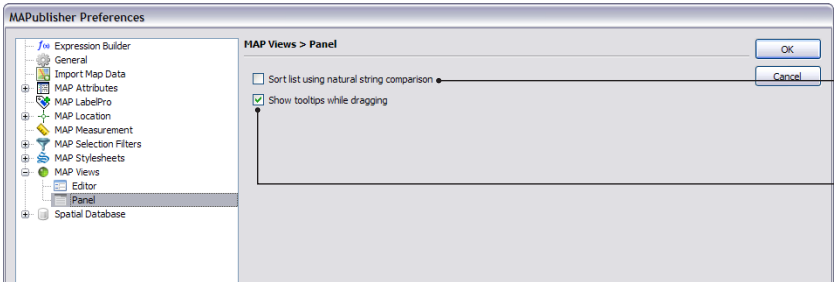 MAPublisher Preferences
Expression Builder
General
Import Map Data
MAP Attributes
MAP LabelPro
MAP Location
MAP Measurement
MAP Selection Filters
MAP Stylesheets
MAP Views
Editor
Panel
Spatial Database
MAP Views > Panel
Sort list using natural string comparison
Show tooltips while dragging
OK
Cancel